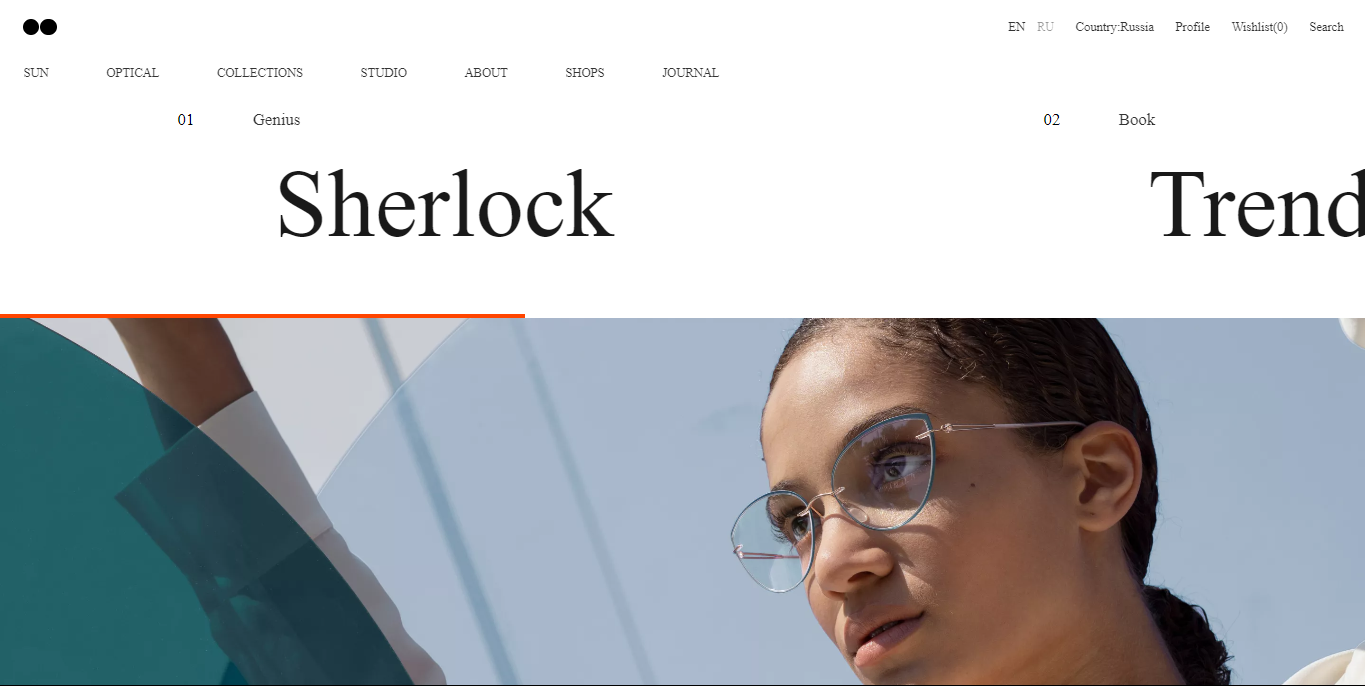 EN RU Country:Russia Profile Wishlist(0) Search
SUN OPTICAL COLLECTIONS STUDIO ABOUT SHOPS JOURNAL
01 Genius
Sherlock
02 Book
Trend